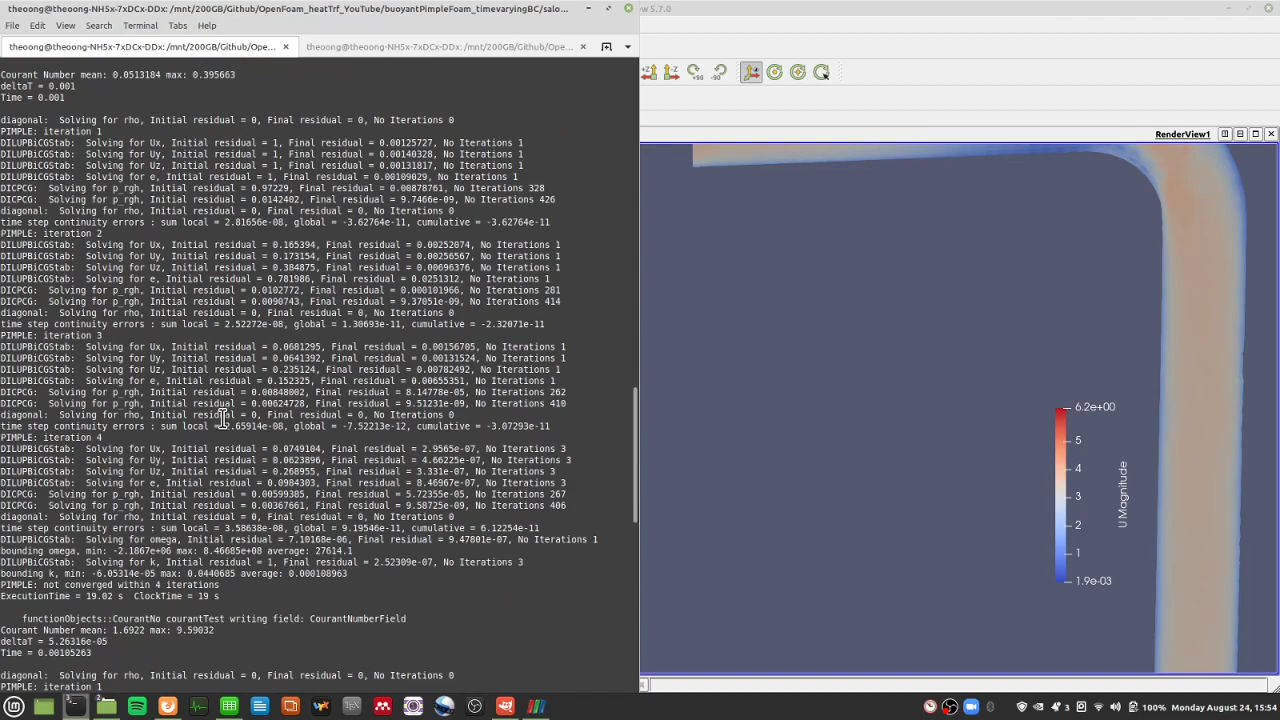 theoong@theoong-NH5x-7xDCx-DDx: /mnt/200GB/Github/OpenFoam_heatTrf_YouTube/buoyantPimpleFoam_timevaryingBC/salo...
w 5.7.0
File Edit View Search Terminal Tabs Help
theoong@theoong-NH5x-7xDCx-DDx: /mnt/200GB/Github/Ope...
theoong@theoong-NH5x-7xDCx-DDx: /mnt/200GB/Github/Ope...
Courant Number mean: 0.0513184 max: 0.395663
deltaT = 0.001
Time = 0.001
diagonal: Solving for rho, Initial residual = 0, Final residual = 0, No Iterations 0
PIMPLE: iteration 1
DILUPBiCGStab: Solving for Ux, Initial residual = 1, Final residual = 0.00125727, No Iterations 1
DILUPBiCGStab: Solving for Uy, Initial residual = 1, Final residual = 0.00140328, No Iterations 1
DILUPBiCGStab: Solving for Uz, Initial residual = 1, Final residual = 0.00131817, No Iterations 1
DILUPBiCGStab: Solving for e, Initial residual = 1, Final residual = 0.00109029, No Iterations 1
DICPCG: Solving for p_rgh, Initial residual = 0.97229, Final residual = 0.00878761, No Iterations 328
DICPCG: Solving for p_rgh, Initial residual = 0.0142402, Final residual = 9.7466e-09, No Iterations 426
diagonal: Solving for rho, Initial residual = 0, Final residual = 0, No Iterations 0
time step continuity errors : sum local = 2.81656e-08, global = -3.62764e-11, cumulative = -3.62764e-11
PIMPLE: iteration 2
DILUPBiCGStab: Solving for Ux, Initial residual = 0.165394, Final residual = 0.00252074, No Iterations 1
DILUPBiCGStab: Solving for Uy, Initial residual = 0.173154, Final residual = 0.00256567, No Iterations 1
DILUPBiCGStab: Solving for Uz, Initial residual = 0.384875, Final residual = 0.00696376, No Iterations 1
DILUPBiCGStab: Solving for e, Initial residual = 0.781986, Final residual = 0.0251312, No Iterations 1
DICPCG: Solving for p_rgh, Initial residual = 0.0102772, Final residual = 0.000101966, No Iterations 281
DICPCG: Solving for p_rgh, Initial residual = 0.0090743, Final residual = 9.37051e-09, No Iterations 414
diagonal: Solving for rho, Initial residual = 0, Final residual = 0, No Iterations 0
time step continuity errors : sum local = 2.52272e-08, global = 1.30693e-11, cumulative = -2.32071e-11
PIMPLE: iteration 3
DILUPBiCGStab: Solving for Ux, Initial residual = 0.0681295, Final residual = 0.00156705, No Iterations 1
DILUPBiCGStab: Solving for Uy, Initial residual = 0.0641392, Final residual = 0.00131524, No Iterations 1
DILUPBiCGStab: Solving for Uz, Initial residual = 0.235124, Final residual = 0.00782492, No Iterations 1
DILUPBiCGStab: Solving for e, Initial residual = 0.152325, Final residual = 0.00655351, No Iterations 1
DICPCG: Solving for p_rgh, Initial residual = 0.00848002, Final residual = 8.14778e-05, No Iterations 262
DICPCG: Solving for p_rgh, Initial residual = 0.00624728, Final residual = 9.51231e-09, No Iterations 410
diagonal: Solving for rho, Initial residual = 0, Final residual = 0, No Iterations 0
time step continuity errors : sum local = 2.65914e-08, global = -7.52213e-12, cumulative = -3.07293e-11
PIMPLE: iteration 4
DILUPBiCGStab: Solving for Ux, Initial residual = 0.0749104, Final residual = 2.9565e-07, No Iterations 3
DILUPBiCGStab: Solving for Uy, Initial residual = 0.0623896, Final residual = 4.66225e-07, No Iterations 3
DILUPBiCGStab: Solving for Uz, Initial residual = 0.268955, Final residual = 3.331e-07, No Iterations 3
DILUPBiCGStab: Solving for e, Initial residual = 0.0984303, Final residual = 8.46967e-07, No Iterations 3
DICPCG: Solving for p_rgh, Initial residual = 0.00599385, Final residual = 5.72355e-05, No Iterations 267
DICPCG: Solving for p_rgh, Initial residual = 0.00367661, Final residual = 9.58725e-09, No Iterations 406
diagonal: Solving for rho, Initial residual = 0, Final residual = 0, No Iterations 0
time step continuity errors : sum local = 3.58638e-08, global = 9.19546e-11, cumulative = 6.12254e-11
DILUPBiCGStab: Solving for omega, Initial residual = 7.10168e-06, Final residual = 9.47801e-07, No Iterations 1
bounding omega, min: -2.1867e+06 max: 8.46685e+08 average: 27614.1
DILUPBiCGStab: Solving for k, Initial residual = 1, Final residual = 2.52309e-07, No Iterations 3
bounding k, min: -6.05314e-05 max: 0.0440685 average: 0.000108963
PIMPLE: not converged within 4 iterations
ExecutionTime = 19.02 s ClockTime = 19 s
functionObjects::CourantNo courantTest writing field: CourantNumberField
Courant Number mean: 1.6922 max: 9.59032
deltaT = 5.26316e-05
Time = 0.00105263
diagonal: Solving for rho, Initial residual = 0, Final residual = 0, No Iterations 0
PIMPLE: iteration 1
+Z -Z +90 -90
RenderView1
6.2e+00
5
4
3
2
1
1.9e-03
U Magnitude
3 100% Monday August 24, 15:54